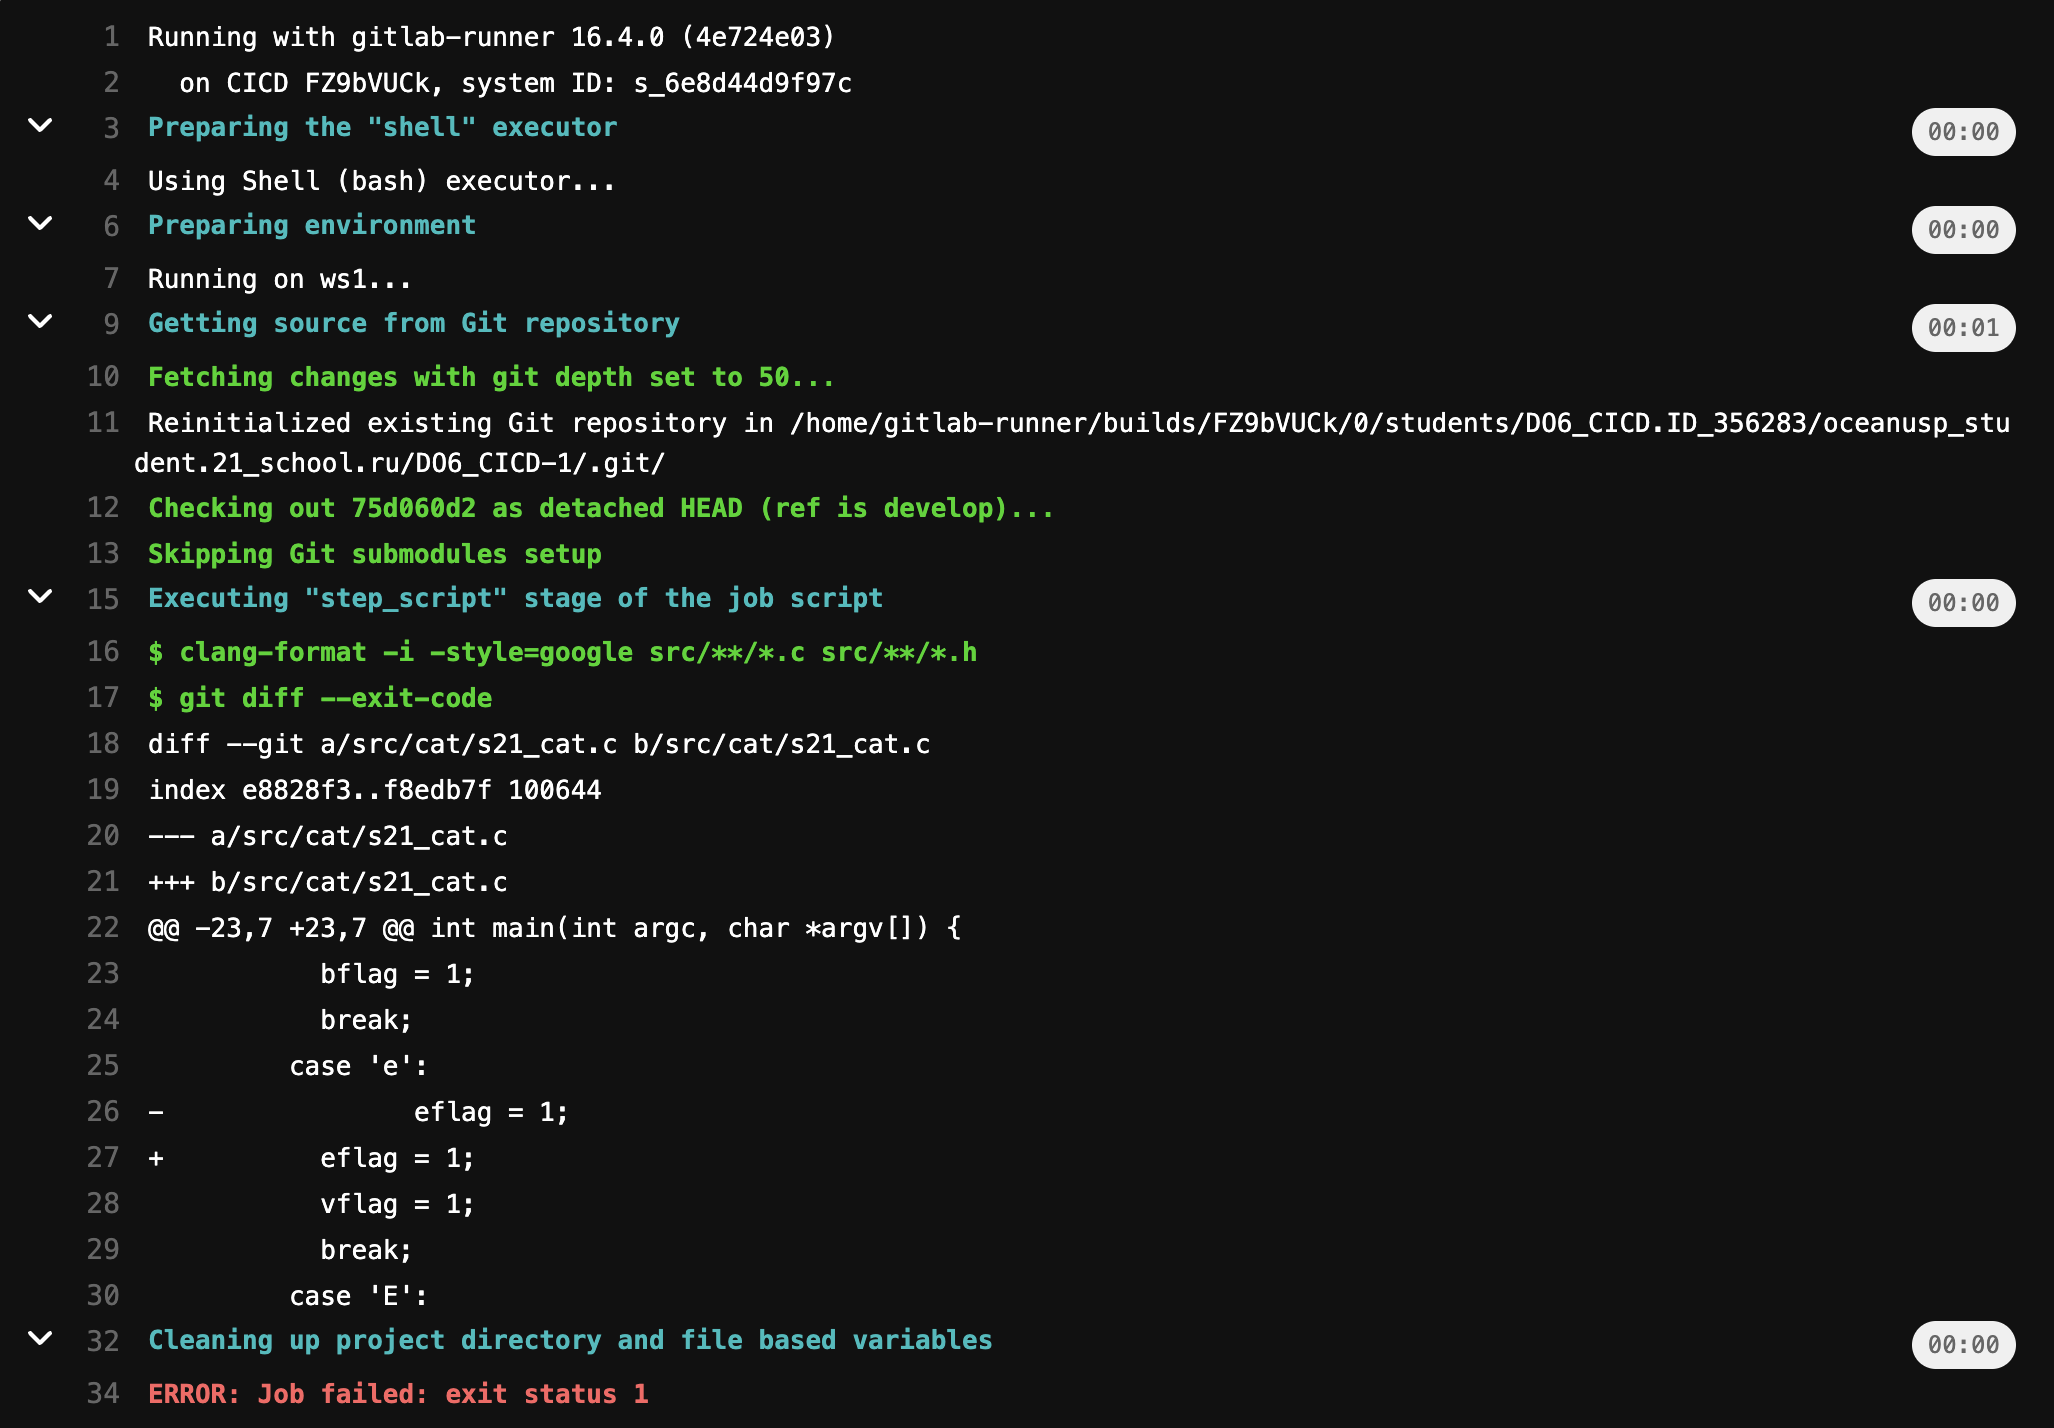 1 Running with gitlab-runner 16.4.0 (4e724e03)
2   on CICD FZ9bVUCk, system ID: s_6e8d44d9f97c
3 Preparing the "shell" executor 00:00
4 Using Shell (bash) executor...
6 Preparing environment 00:00
7 Running on ws1...
9 Getting source from Git repository 00:01
10 Fetching changes with git depth set to 50...
11 Reinitialized existing Git repository in /home/gitlab-runner/builds/FZ9bVUCk/0/students/DO6_CICD.ID_356283/oceanusp_stu
dent.21_school.ru/DO6_CICD-1/.git/
12 Checking out 75d060d2 as detached HEAD (ref is develop)...
13 Skipping Git submodules setup
15 Executing "step_script" stage of the job script 00:00
16 $ clang-format -i -style=google src/**/*.c src/**/*.h
17 $ git diff --exit-code
18 diff --git a/src/cat/s21_cat.c b/src/cat/s21_cat.c
19 index e8828f3..f8edb7f 100644
20 --- a/src/cat/s21_cat.c
21 +++ b/src/cat/s21_cat.c
22 @@ -23,7 +23,7 @@ int main(int argc, char *argv[]) {
23            bflag = 1;
24            break;
25          case 'e':
26 -                eflag = 1;
27 +          eflag = 1;
28            vflag = 1;
29            break;
30          case 'E':
32 Cleaning up project directory and file based variables 00:00
34 ERROR: Job failed: exit status 1